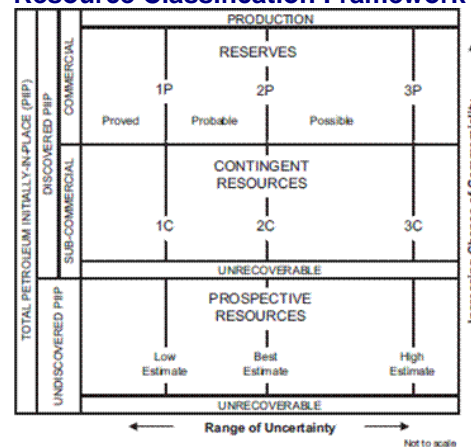 Resource Classification Framework
PRODUCTION
RESERVES
1P
2P
3P
Proved
Probable
Possible
CONTINGENT
RESOURCES
1C
2C
3C
UNRECOVERABLE
PROSPECTIVE
RESOURCES
Low
Estimate
Best
Estimate
High
Estimate
UNRECOVERABLE
Range of Uncertainty
Not to scale
TOTAL PETROLEUM INITIALLY-IN-PLACE (PIIP)
DISCOVERED PIIP
UNDISCOVERED PIIP
COMMERCIAL
SUB-COMMERCIAL